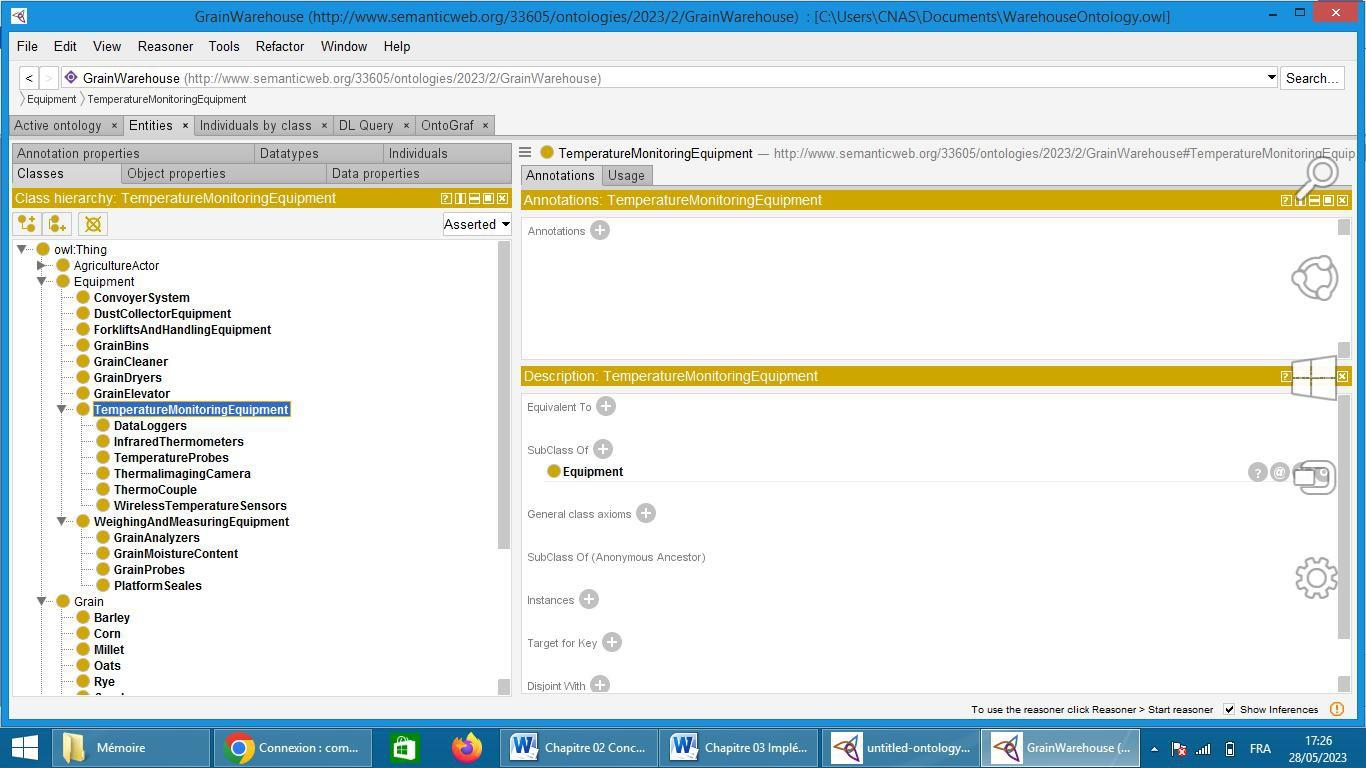 GrainWarehouse (http://www.semanticweb.org/33605/ontologies/2023/2/GrainWarehouse) : [C:\Users\CNAS\Documents\WarehouseOntology.owl]
File Edit View Reasoner Tools Refactor Window Help
< > GrainWarehouse (http://www.semanticweb.org/33605/ontologies/2023/2/GrainWarehouse) Search...
Equipment TemperatureMonitoringEquipment
Active ontology × Entities × Individuals by class × DL Query × OntoGraf ×
Annotation properties Datatypes Individuals
Classes Object properties Data properties
Class hierarchy: TemperatureMonitoringEquipment
Asserted
owl:Thing
AgricultureActor
Equipment
ConvoyerSystem
DustCollectorEquipment
ForkliftsAndHandlingEquipment
GrainBins
GrainCleaner
GrainDryers
GrainElevator
TemperatureMonitoringEquipment
DataLoggers
InfraredThermometers
TemperatureProbes
ThermalimagingCamera
ThermoCouple
WirelessTemperatureSensors
WeighingAndMeasuringEquipment
GrainAnalyzers
GrainMoistureContent
GrainProbes
PlatformSeales
Grain
Barley
Corn
Millet
Oats
Rye
TemperatureMonitoringEquipment — http://www.semanticweb.org/33605/ontologies/2023/2/GrainWarehouse#TemperatureMonitoringEquip
Annotations Usage
Annotations: TemperatureMonitoringEquipment
Annotations
Description: TemperatureMonitoringEquipment
Equivalent To
SubClass Of
Equipment
General class axioms
SubClass Of (Anonymous Ancestor)
Instances
Target for Key
Disjoint With
To use the reasoner click Reasoner > Start reasoner Show Inferences
Mémoire Connexion : com... Chapitre 02 Conc... Chapitre 03 Implé... untitled-ontology... GrainWarehouse (... FRA 17:26
28/05/2023